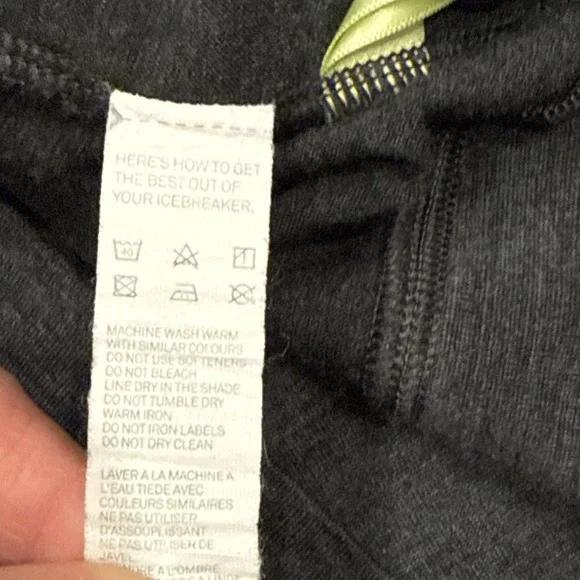 HERE'S HOW TO GET
THE BEST OUT OF
YOUR ICEBREAKER.
40
MACHINE WASH WARM
WITH SIMILAR COLOURS
DO NOT USE SOFTENERS
DO NOT BLEACH
LINE DRY IN THE SHADE
DO NOT TUMBLE DRY
WARM IRON
DO NOT IRON LABELS
DO NOT DRY CLEAN
LAVER A LA MACHINE A
L'EAU TIEDE AVEC
COULEURS SIMILAIRES
NE PAS UTILISER
D'ASSOUPLISSANT
NE PAS UTILISER DE
JAVEL
A L'OMBRE